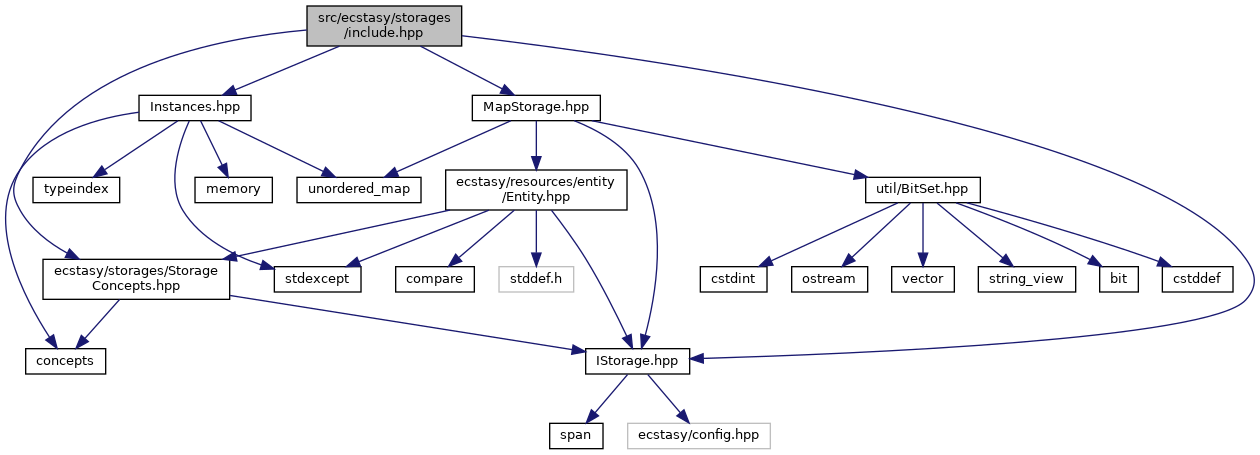 src/ecstasy/storages
/include.hpp
Instances.hpp
MapStorage.hpp
typeindex
memory
unordered_map
ecstasy/resources/entity
/Entity.hpp
util/BitSet.hpp
ecstasy/storages/Storage
Concepts.hpp
stdexcept
compare
stddef.h
cstdint
ostream
vector
string_view
bit
cstddef
concepts
IStorage.hpp
span
ecstasy/config.hpp